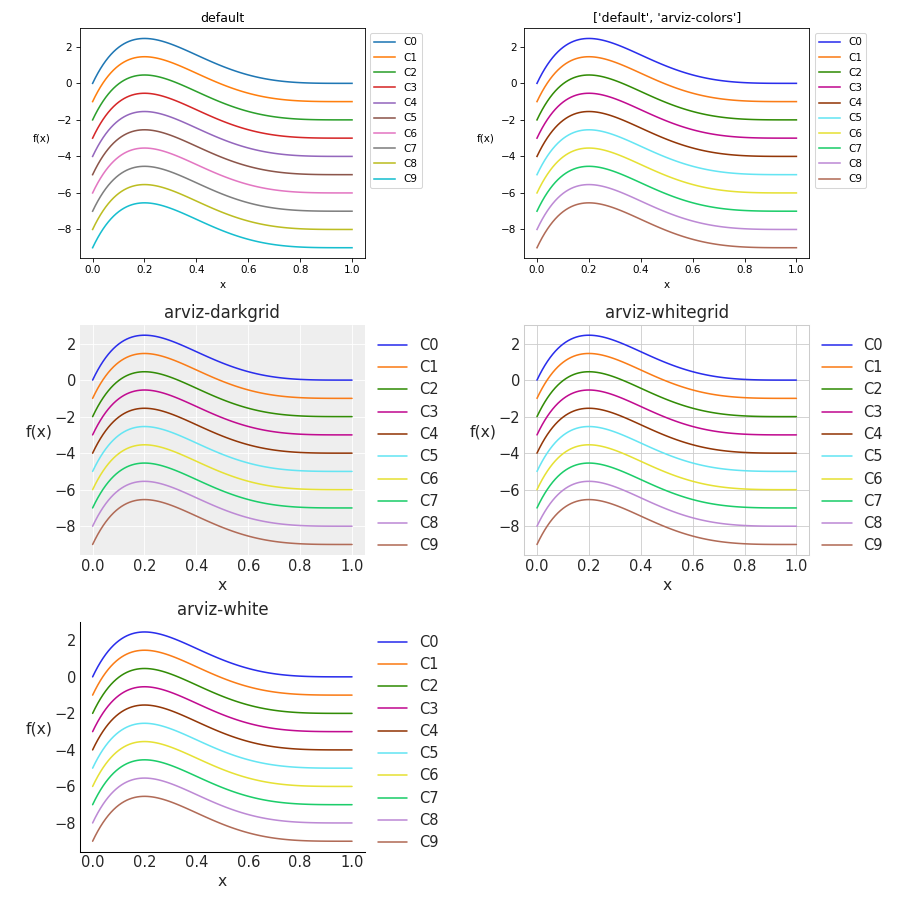 default
2
0
−2
−4
−6
−8
f(x)
0.0 0.2 0.4 0.6 0.8 1.0
x
C0
C1
C2
C3
C4
C5
C6
C7
C8
C9
['default', 'arviz-colors']
2
0
−2
−4
−6
−8
f(x)
0.0 0.2 0.4 0.6 0.8 1.0
x
C0
C1
C2
C3
C4
C5
C6
C7
C8
C9
arviz-darkgrid
2
0
−2
−4
−6
−8
f(x)
0.0 0.2 0.4 0.6 0.8 1.0
x
C0
C1
C2
C3
C4
C5
C6
C7
C8
C9
arviz-whitegrid
2
0
−2
−4
−6
−8
f(x)
0.0 0.2 0.4 0.6 0.8 1.0
x
C0
C1
C2
C3
C4
C5
C6
C7
C8
C9
arviz-white
2
0
−2
−4
−6
−8
f(x)
0.0 0.2 0.4 0.6 0.8 1.0
x
C0
C1
C2
C3
C4
C5
C6
C7
C8
C9